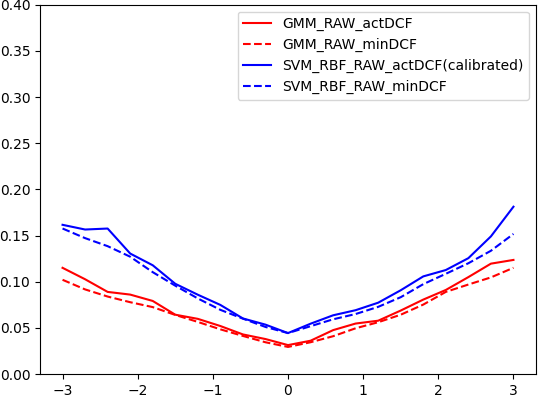 0.40
0.35
0.30
0.25
0.20
0.15
0.10
0.05
0.00
GMM_RAW_actDCF
GMM_RAW_minDCF
SVM_RBF_RAW_actDCF(calibrated)
SVM_RBF_RAW_minDCF
−3 −2 −1 0 1 2 3